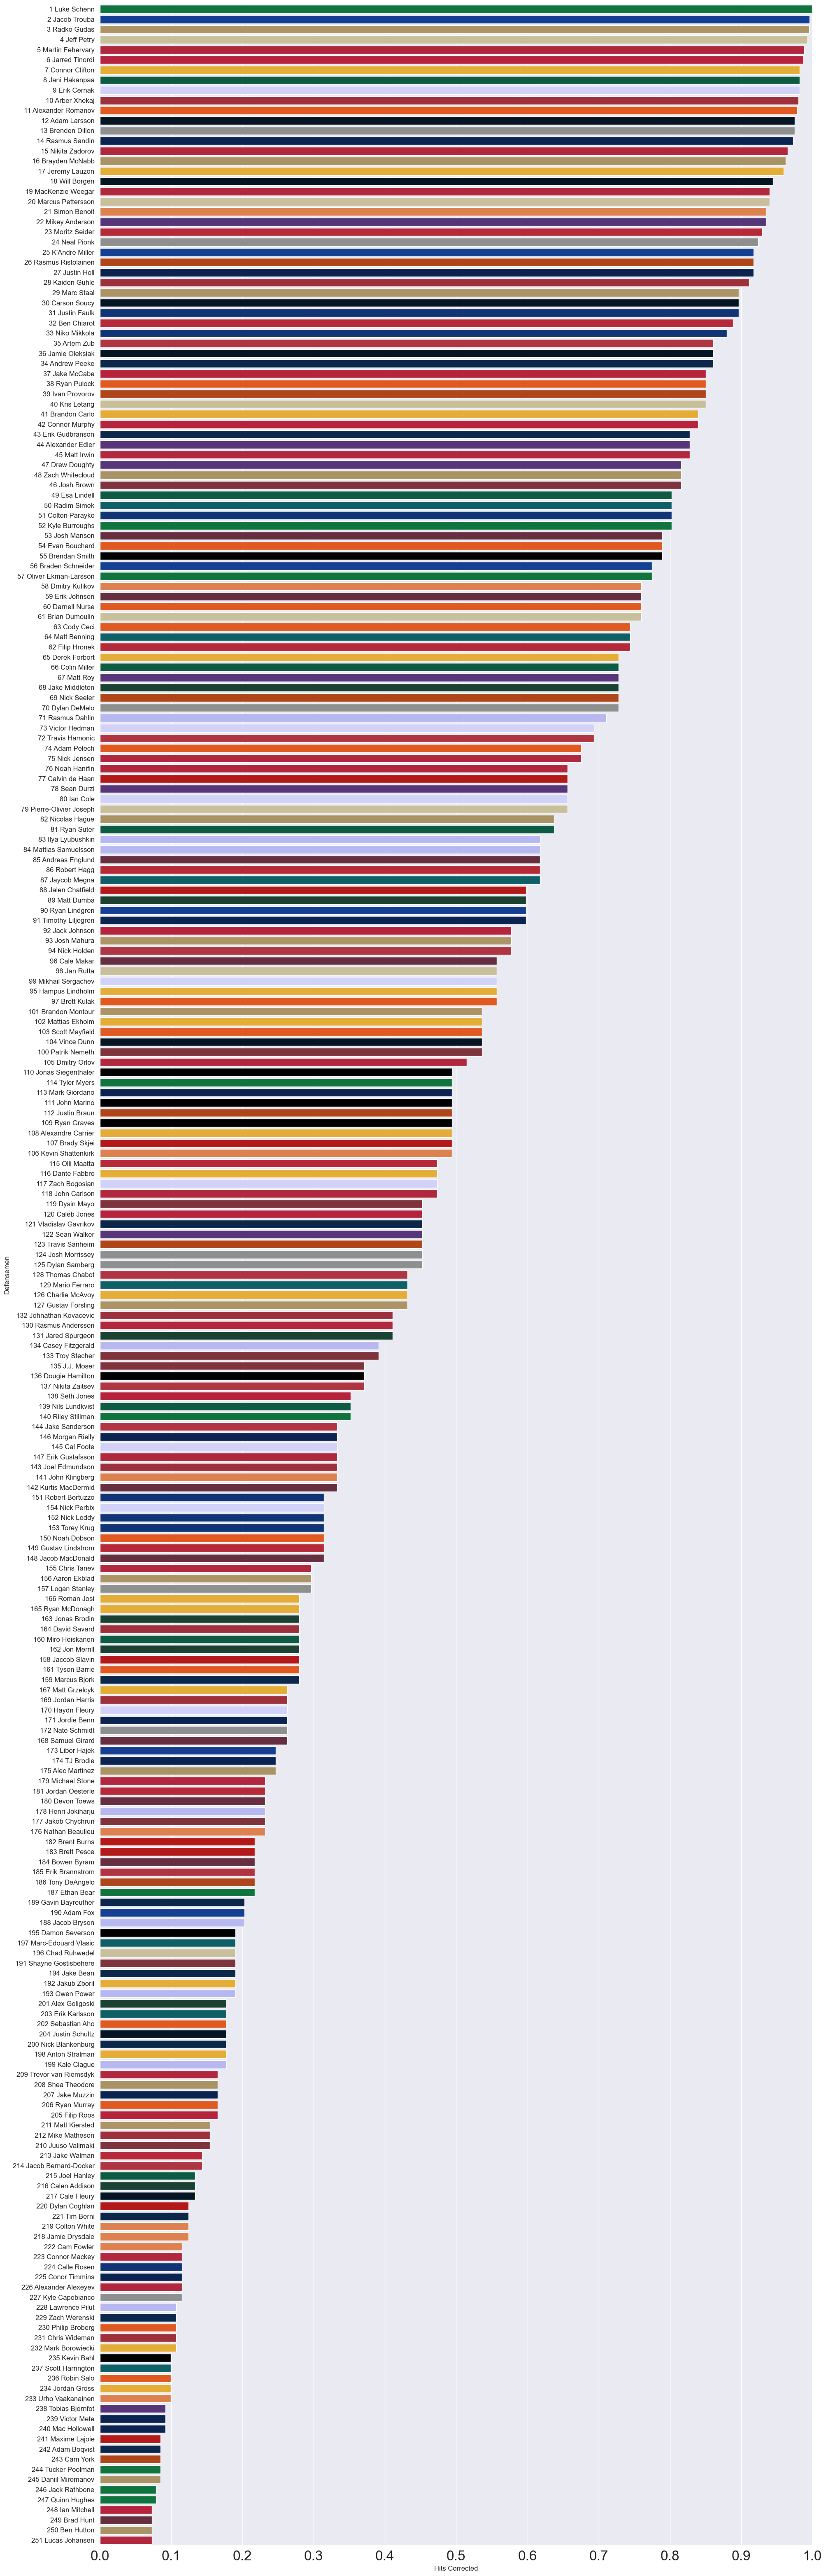 1 Luke Schenn
2 Jacob Trouba
3 Radko Gudas
4 Jeff Petry
5 Martin Fehervary
6 Jarred Tinordi
7 Connor Clifton
8 Jani Hakanpaa
9 Erik Cernak
10 Arber Xhekaj
11 Alexander Romanov
12 Adam Larsson
13 Brenden Dillon
14 Rasmus Sandin
15 Nikita Zadorov
16 Brayden McNabb
17 Jeremy Lauzon
18 Will Borgen
19 MacKenzie Weegar
20 Marcus Pettersson
21 Simon Benoit
22 Mikey Anderson
23 Moritz Seider
24 Neal Pionk
25 K'Andre Miller
26 Rasmus Ristolainen
27 Justin Holl
28 Kaiden Guhle
29 Marc Staal
30 Carson Soucy
31 Justin Faulk
32 Ben Chiarot
33 Niko Mikkola
35 Artem Zub
36 Jamie Oleksiak
34 Andrew Peeke
37 Jake McCabe
38 Ryan Pulock
39 Ivan Provorov
40 Kris Letang
41 Brandon Carlo
42 Connor Murphy
43 Erik Gudbranson
44 Alexander Edler
45 Matt Irwin
47 Drew Doughty
48 Zach Whitecloud
46 Josh Brown
49 Esa Lindell
50 Radim Simek
51 Colton Parayko
52 Kyle Burroughs
53 Josh Manson
54 Evan Bouchard
55 Brendan Smith
56 Braden Schneider
57 Oliver Ekman-Larsson
58 Dmitry Kulikov
59 Erik Johnson
60 Darnell Nurse
61 Brian Dumoulin
63 Cody Ceci
64 Matt Benning
62 Filip Hronek
65 Derek Forbort
66 Colin Miller
67 Matt Roy
68 Jake Middleton
69 Nick Seeler
70 Dylan DeMelo
71 Rasmus Dahlin
73 Victor Hedman
72 Travis Hamonic
74 Adam Pelech
75 Nick Jensen
76 Noah Hanifin
77 Calvin de Haan
78 Sean Durzi
80 Ian Cole
79 Pierre-Olivier Joseph
82 Nicolas Hague
81 Ryan Suter
83 Ilya Lyubushkin
84 Mattias Samuelsson
85 Andreas Englund
86 Robert Hagg
87 Jaycob Megna
88 Jalen Chatfield
89 Matt Dumba
90 Ryan Lindgren
91 Timothy Liljegren
92 Jack Johnson
93 Josh Mahura
94 Nick Holden
96 Cale Makar
98 Jan Rutta
99 Mikhail Sergachev
95 Hampus Lindholm
97 Brett Kulak
101 Brandon Montour
102 Mattias Ekholm
103 Scott Mayfield
104 Vince Dunn
100 Patrik Nemeth
105 Dmitry Orlov
110 Jonas Siegenthaler
114 Tyler Myers
113 Mark Giordano
111 John Marino
112 Justin Braun
109 Ryan Graves
108 Alexandre Carrier
107 Brady Skjei
106 Kevin Shattenkirk
115 Olli Maatta
116 Dante Fabbro
117 Zach Bogosian
118 John Carlson
119 Dysin Mayo
120 Caleb Jones
121 Vladislav Gavrikov
122 Sean Walker
123 Travis Sanheim
124 Josh Morrissey
125 Dylan Samberg
128 Thomas Chabot
129 Mario Ferraro
126 Charlie McAvoy
127 Gustav Forsling
132 Johnathan Kovacevic
130 Rasmus Andersson
131 Jared Spurgeon
134 Casey Fitzgerald
133 Troy Stecher
135 J.J. Moser
136 Dougie Hamilton
137 Nikita Zaitsev
138 Seth Jones
139 Nils Lundkvist
140 Riley Stillman
144 Jake Sanderson
146 Morgan Rielly
145 Cal Foote
147 Erik Gustafsson
143 Joel Edmundson
141 John Klingberg
142 Kurtis MacDermid
151 Robert Bortuzzo
154 Nick Perbix
152 Nick Leddy
153 Torey Krug
150 Noah Dobson
149 Gustav Lindstrom
148 Jacob MacDonald
155 Chris Tanev
156 Aaron Ekblad
157 Logan Stanley
166 Roman Josi
165 Ryan McDonagh
163 Jonas Brodin
164 David Savard
160 Miro Heiskanen
162 Jon Merrill
158 Jaccob Slavin
161 Tyson Barrie
159 Marcus Bjork
167 Matt Grzelcyk
169 Jordan Harris
170 Haydn Fleury
171 Jordie Benn
172 Nate Schmidt
168 Samuel Girard
173 Libor Hajek
174 TJ Brodie
175 Alec Martinez
179 Michael Stone
181 Jordan Oesterle
180 Devon Toews
178 Henri Jokiharju
177 Jakob Chychrun
176 Nathan Beaulieu
182 Brent Burns
183 Brett Pesce
184 Bowen Byram
185 Erik Brannstrom
186 Tony DeAngelo
187 Ethan Bear
189 Gavin Bayreuther
190 Adam Fox
188 Jacob Bryson
195 Damon Severson
197 Marc-Edouard Vlasic
196 Chad Ruhwedel
191 Shayne Gostisbehere
194 Jake Bean
192 Jakub Zboril
193 Owen Power
201 Alex Goligoski
203 Erik Karlsson
202 Sebastian Aho
204 Justin Schultz
200 Nick Blankenburg
198 Anton Stralman
199 Kale Clague
209 Trevor van Riemsdyk
208 Shea Theodore
207 Jake Muzzin
206 Ryan Murray
205 Filip Roos
211 Matt Kiersted
212 Mike Matheson
210 Juuso Valimaki
213 Jake Walman
214 Jacob Bernard-Docker
215 Joel Hanley
216 Calen Addison
217 Cale Fleury
220 Dylan Coghlan
221 Tim Berni
219 Colton White
218 Jamie Drysdale
222 Cam Fowler
223 Connor Mackey
224 Calle Rosen
225 Conor Timmins
226 Alexander Alexeyev
227 Kyle Capobianco
228 Lawrence Pilut
229 Zach Werenski
230 Philip Broberg
231 Chris Wideman
232 Mark Borowiecki
235 Kevin Bahl
237 Scott Harrington
236 Robin Salo
234 Jordan Gross
233 Urho Vaakanainen
238 Tobias Bjornfot
239 Victor Mete
240 Mac Hollowell
241 Maxime Lajoie
242 Adam Boqvist
243 Cam York
244 Tucker Poolman
245 Daniil Miromanov
246 Jack Rathbone
247 Quinn Hughes
248 Ian Mitchell
249 Brad Hunt
250 Ben Hutton
251 Lucas Johansen
Defensemen
0.0 0.1 0.2 0.3 0.4 0.5 0.6 0.7 0.8 0.9 1.0
Hits Corrected